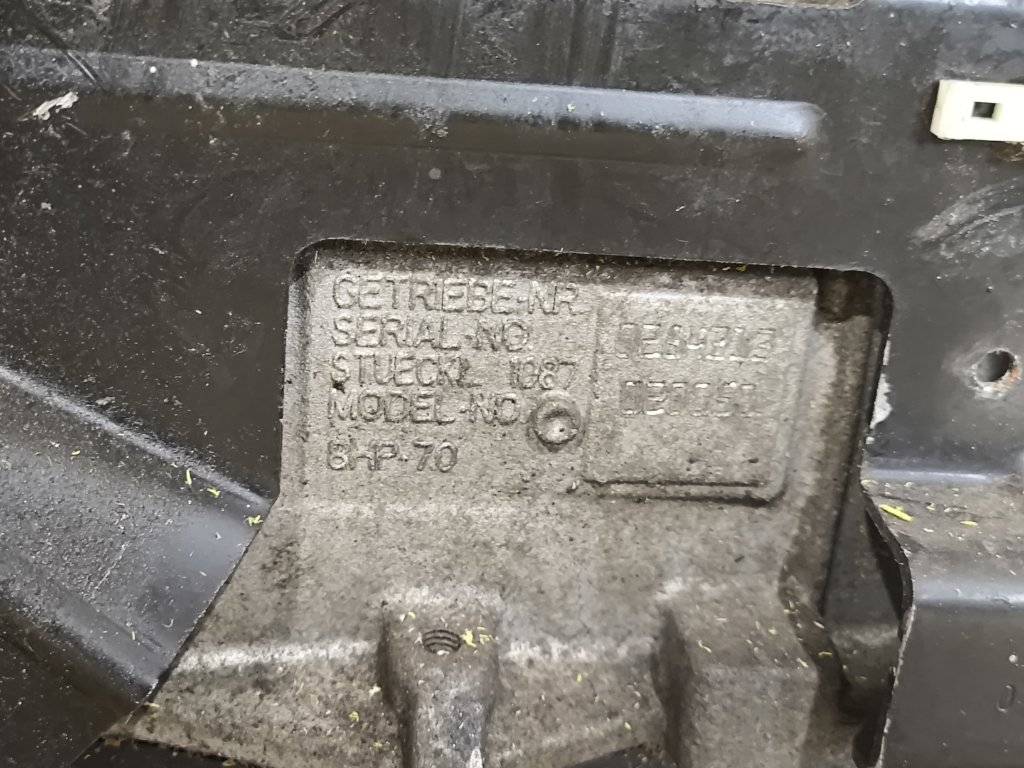 GETRIEBE-NR.
SERIAL-NO
STUECKL 1087
MODEL-NO
8HP-70